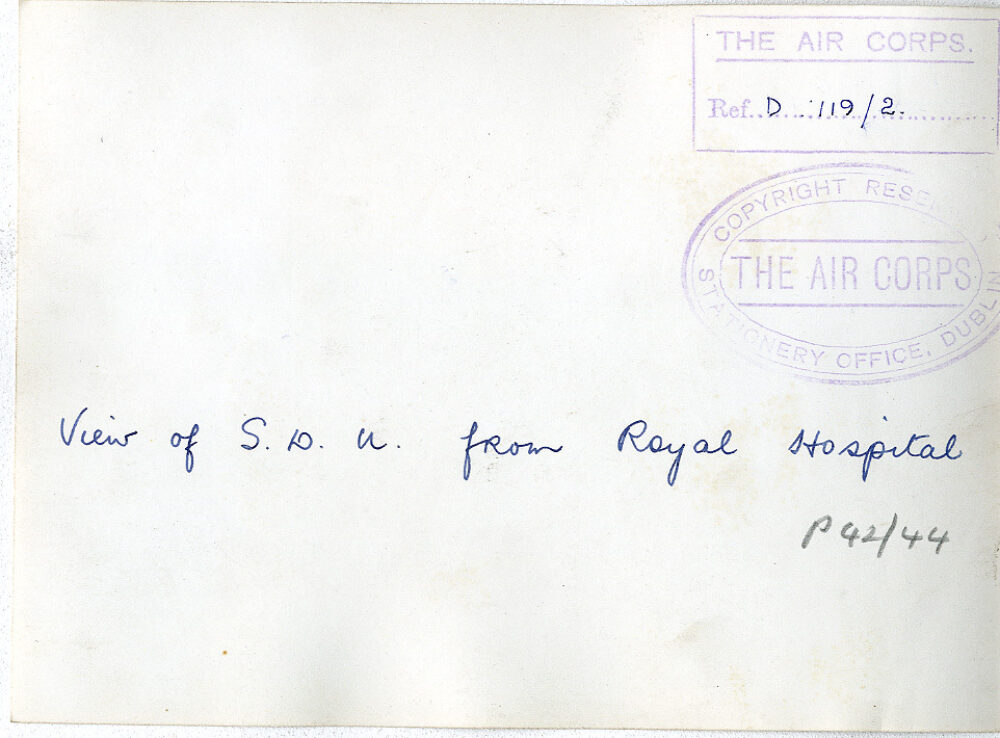 THE AIR CORPS.
Ref. D. 119/2.
COPYRIGHT RESE
THE AIR CORPS
STATIONERY OFFICE, DUBLIN
View of S. D. U. from Royal Hospital
P 42/44